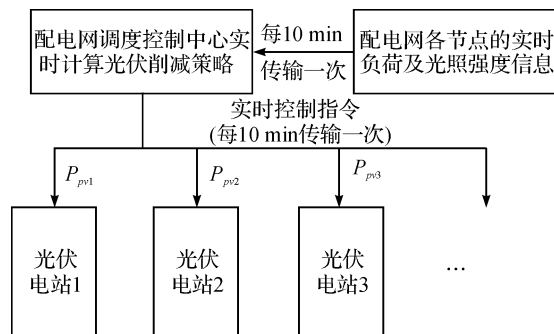 配电网调度控制中心实
时计算光伏削减策略
每10 min
传输一次
配电网各节点的实时
负荷及光照强度信息
实时控制指令
(每10 min传输一次)
Ppv1
Ppv2
Ppv3
光伏
电站1
光伏
电站2
光伏
电站3
...